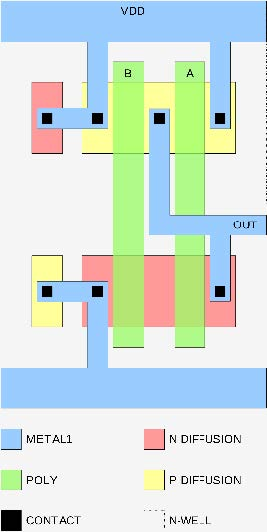 VDD
B A
OUT
METAL1 N DIFFUSION
POLY P DIFFUSION
CONTACT N-WELL